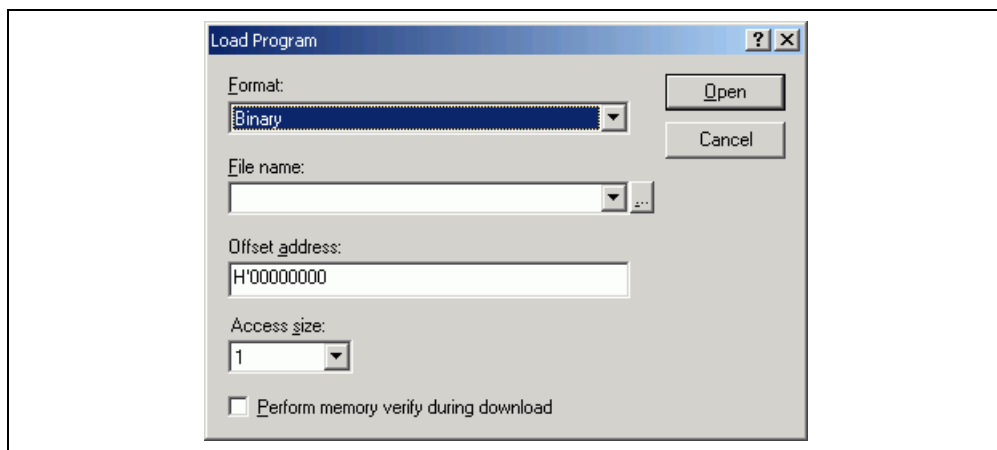 Load Program
Format:
Open
Binary
Cancel
File name:
...
Offset address:
H'00000000
Access size:
1
Perform memory verify during download